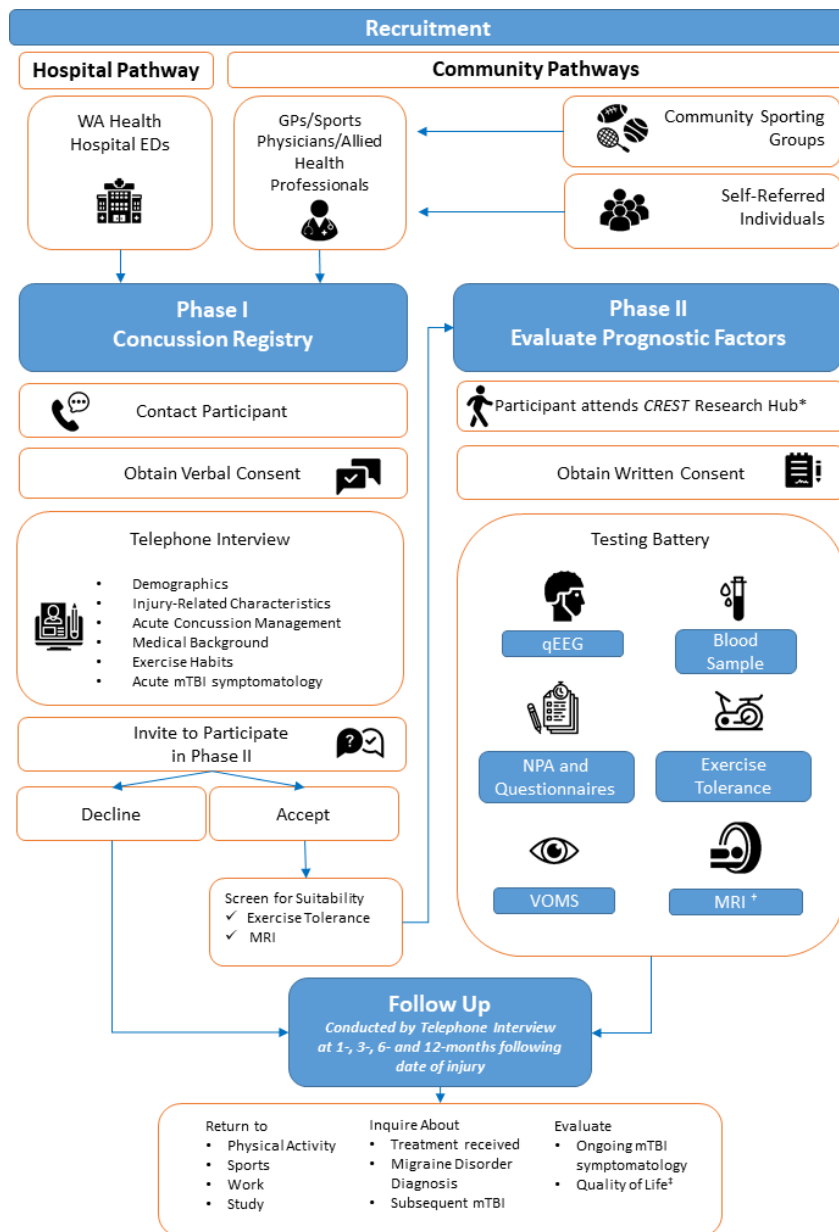 Recruitment
Hospital Pathway
Community Pathways
WA Health
Hospital EDs
GPs/Sports
Physicians/Allied
Health
Professionals
Community Sporting
Groups
Self-Referred
Individuals
Phase I
Concussion Registry
Contact Participant
Obtain Verbal Consent
Telephone Interview
• Demographics
• Injury-Related Characteristics
• Acute Concussion Management
• Medical Background
• Exercise Habits
• Acute mTBI symptomatology
Invite to Participate
in Phase II
?
Decline
Accept
Screen for Suitability
✓ Exercise Tolerance
✓ MRI
Phase II
Evaluate Prognostic Factors
Participant attends CREST Research Hub*
Obtain Written Consent
Testing Battery
qEEG
Blood
Sample
NPA and
Questionnaires
Exercise
Tolerance
VOMS
MRI †
Follow Up
Conducted by Telephone Interview
at 1-, 3-, 6- and 12-months following
date of injury
Return to
• Physical Activity
• Sports
• Work
• Study
Inquire About
• Treatment received
• Migraine Disorder
Diagnosis
• Subsequent mTBI
Evaluate
• Ongoing mTBI
symptomatology
• Quality of Life‡